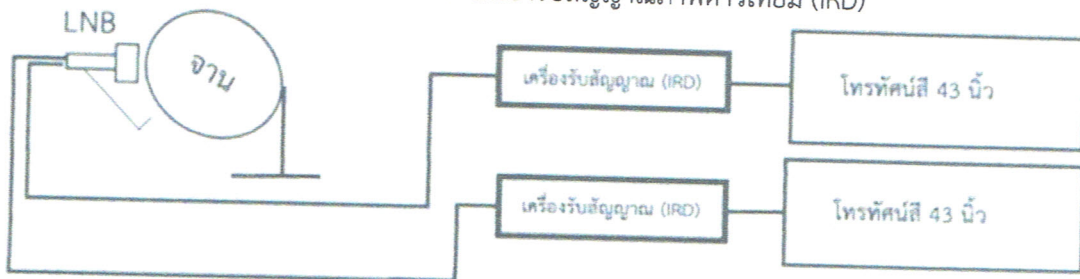 (IRD)
LNB
จาน
เครื่องรับสัญญาณ (IRD)
โทรทัศน์สี 43 นิ้ว
เครื่องรับสัญญาณ (IRD)
โทรทัศน์สี 43 นิ้ว